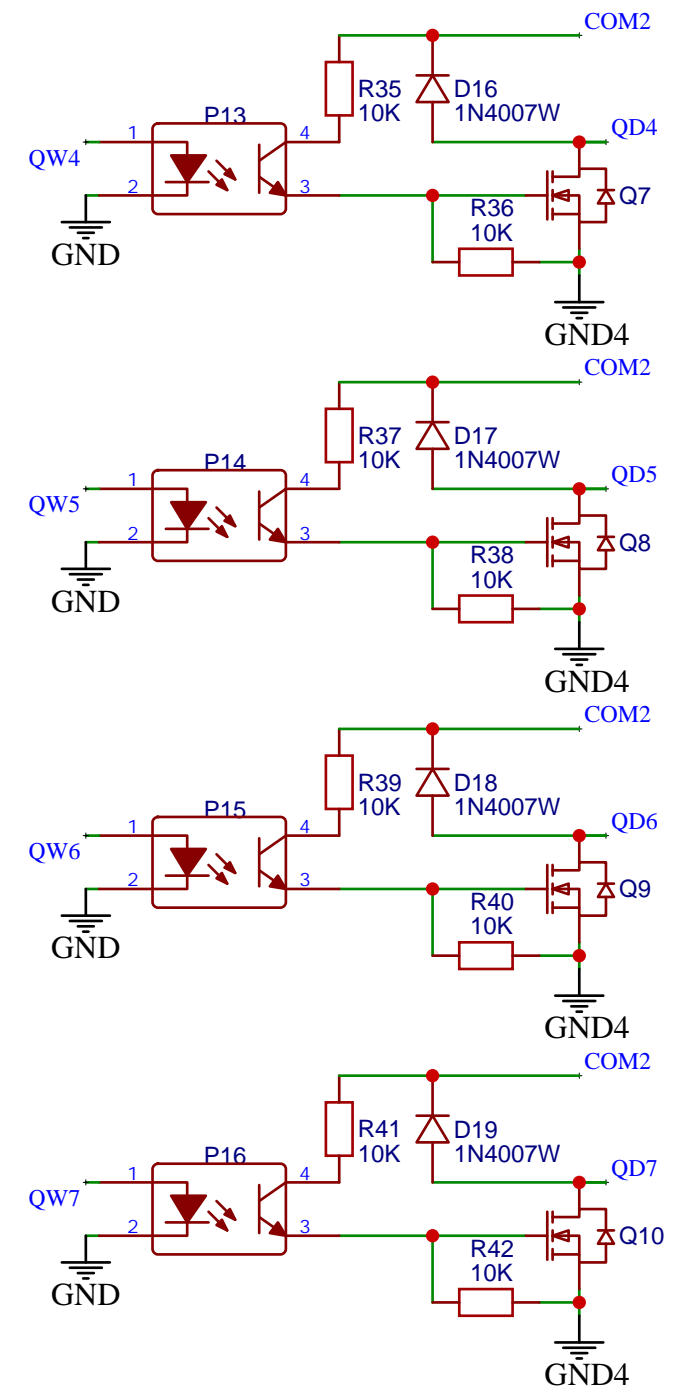 COM2
R35
10K
D16
1N4007W
P13
1
4
QD4
QW4
2
3
Q7
R36
10K
GND
GND4
COM2
R37
10K
D17
1N4007W
P14
1
4
QD5
QW5
2
3
Q8
R38
10K
GND
GND4
COM2
R39
10K
D18
1N4007W
P15
1
4
QD6
QW6
2
3
Q9
R40
10K
GND
GND4
COM2
R41
10K
D19
1N4007W
P16
1
4
QD7
QW7
2
3
Q10
R42
10K
GND
GND4